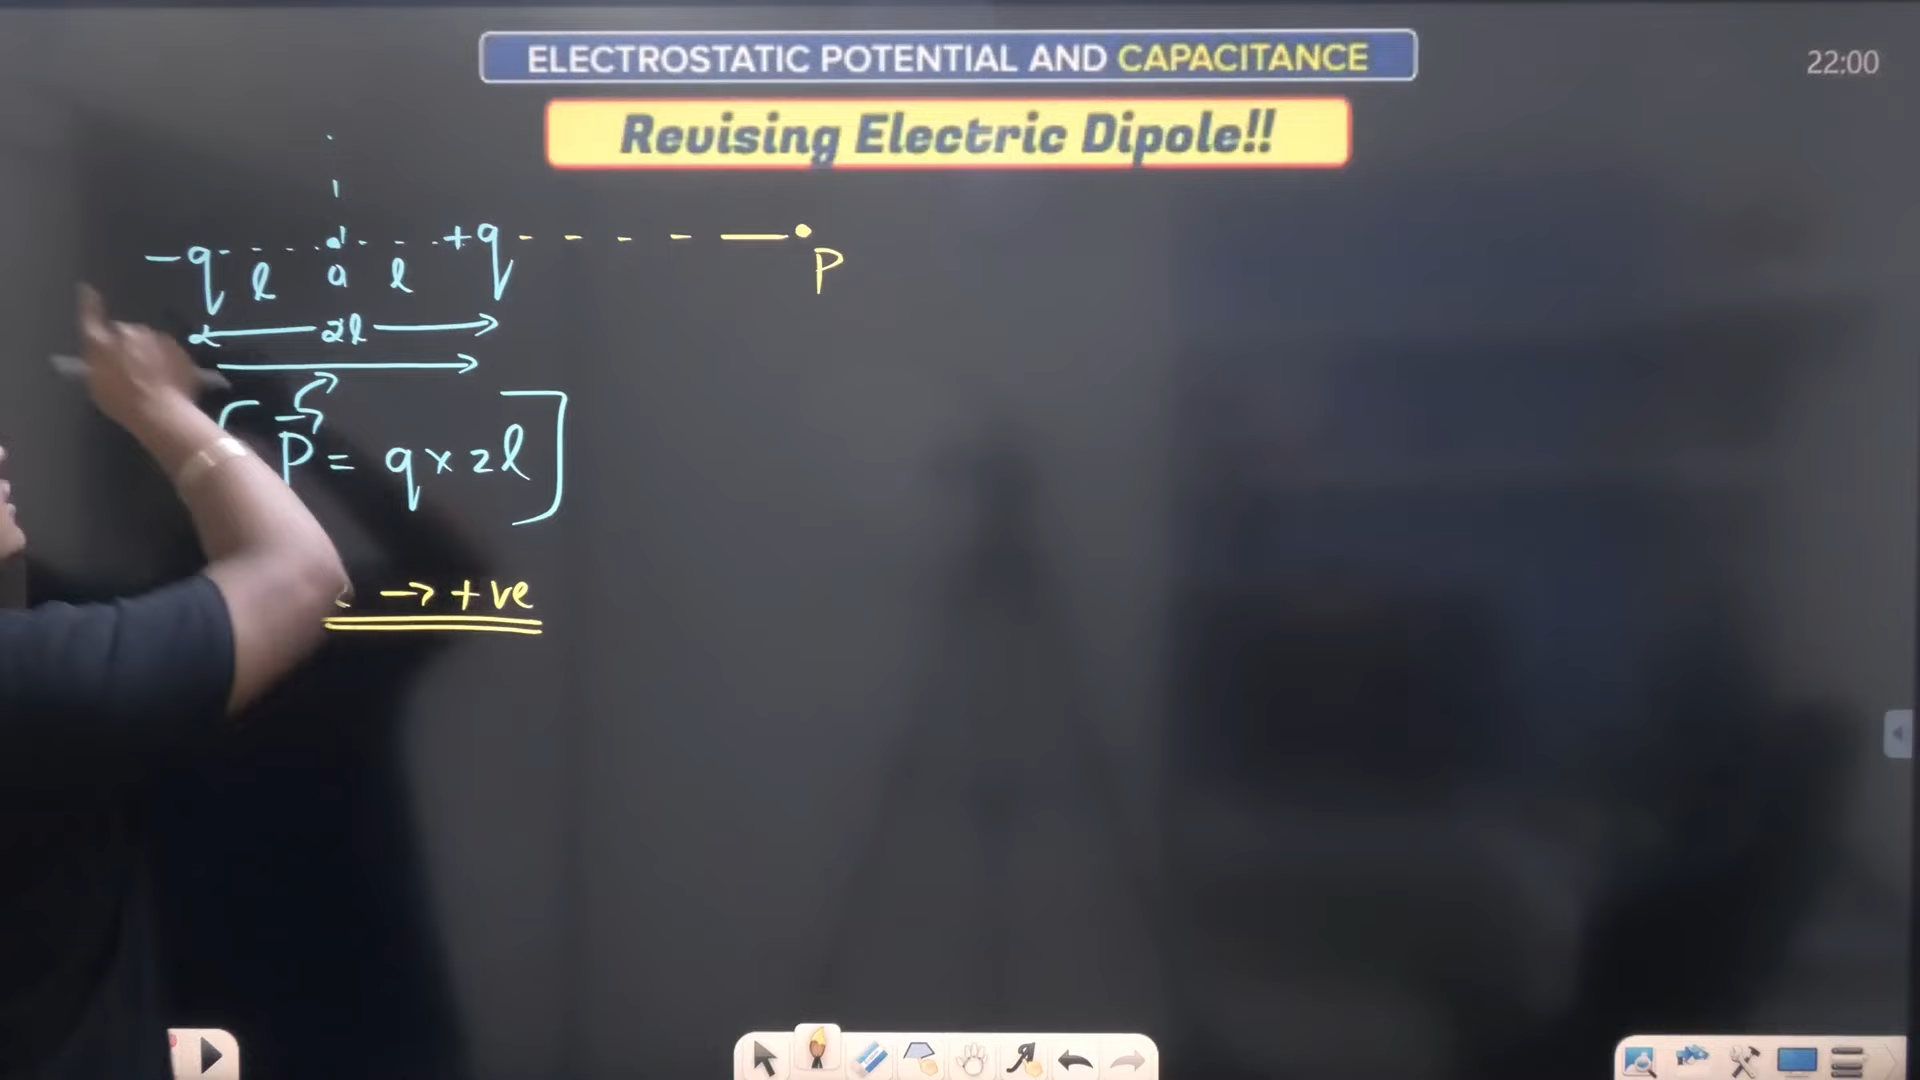 ELECTROSTATIC POTENTIAL AND CAPACITANCE
22:00
Revising Electric Dipole!!
-q +q
l a l
P
2l
P = q × 2l
→ +ve